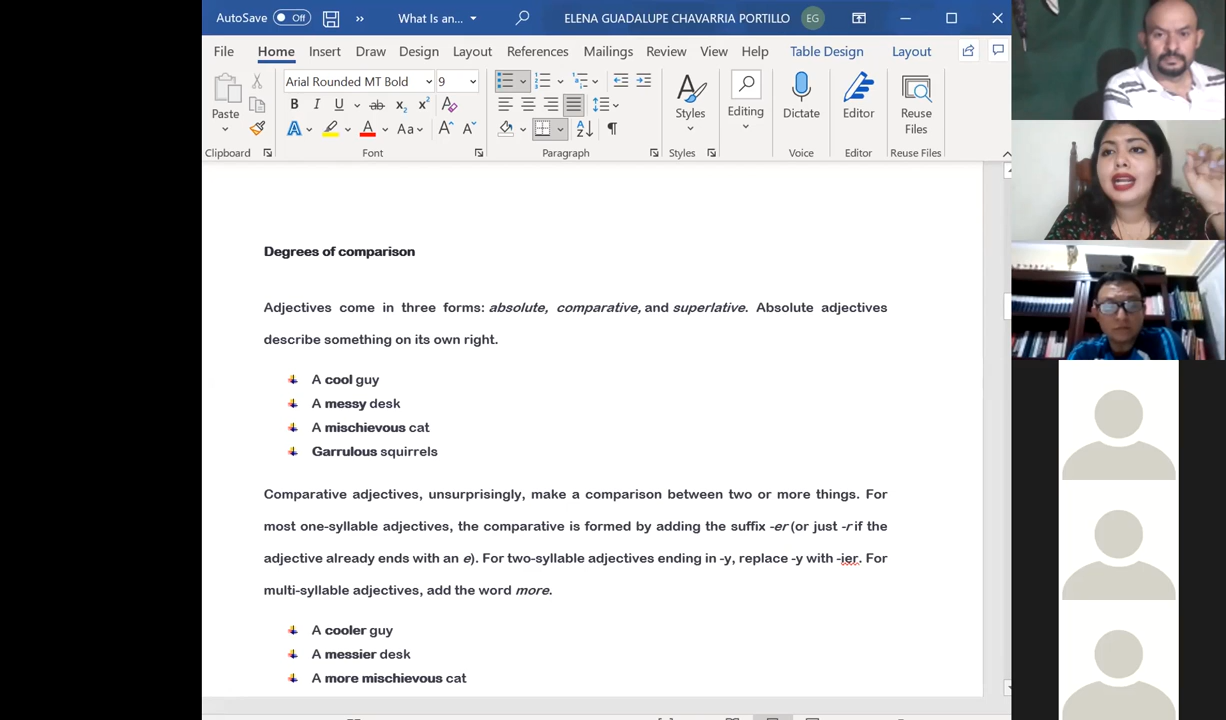 AutoSave Off What Is an... ELENA GUADALUPE CHAVARRIA PORTILLO EG
File Home Insert Draw Design Layout References Mailings Review View Help Table Design Layout
Arial Rounded MT Bold 9
Paste Styles Editing Dictate Editor Reuse Files
Clipboard Font Paragraph Styles Voice Editor Reuse Files
Degrees of comparison
Adjectives come in three forms: absolute, comparative, and superlative. Absolute adjectives
describe something on its own right.
A cool guy
A messy desk
A mischievous cat
Garrulous squirrels
Comparative adjectives, unsurprisingly, make a comparison between two or more things. For
most one-syllable adjectives, the comparative is formed by adding the suffix -er (or just -r if the
adjective already ends with an e). For two-syllable adjectives ending in -y, replace -y with -ier. For
multi-syllable adjectives, add the word more.
A cooler guy
A messier desk
A more mischievous cat